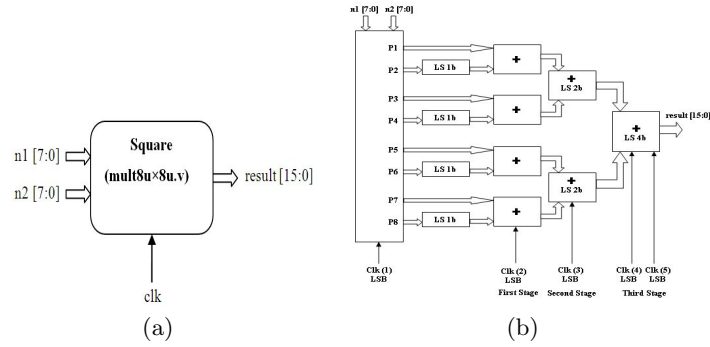 Square
(mult8u×8u.v)
n1 [7:0]
n2 [7:0]
result [15:0]
clk
(a)
n1 [7:0] n2 [7:0]
P1
P2 LS 1b
P3
P4 LS 1b
P5
P6 LS 1b
P7
P8 LS 1b
+
+
+
+
+
LS 2b
+
LS 2b
+
LS 4b
result [15:0]
Clk (1) Clk (2) Clk (3) Clk (4) Clk (5)
LSB LSB LSB LSB LSB
First Stage Second Stage Third Stage
(b)